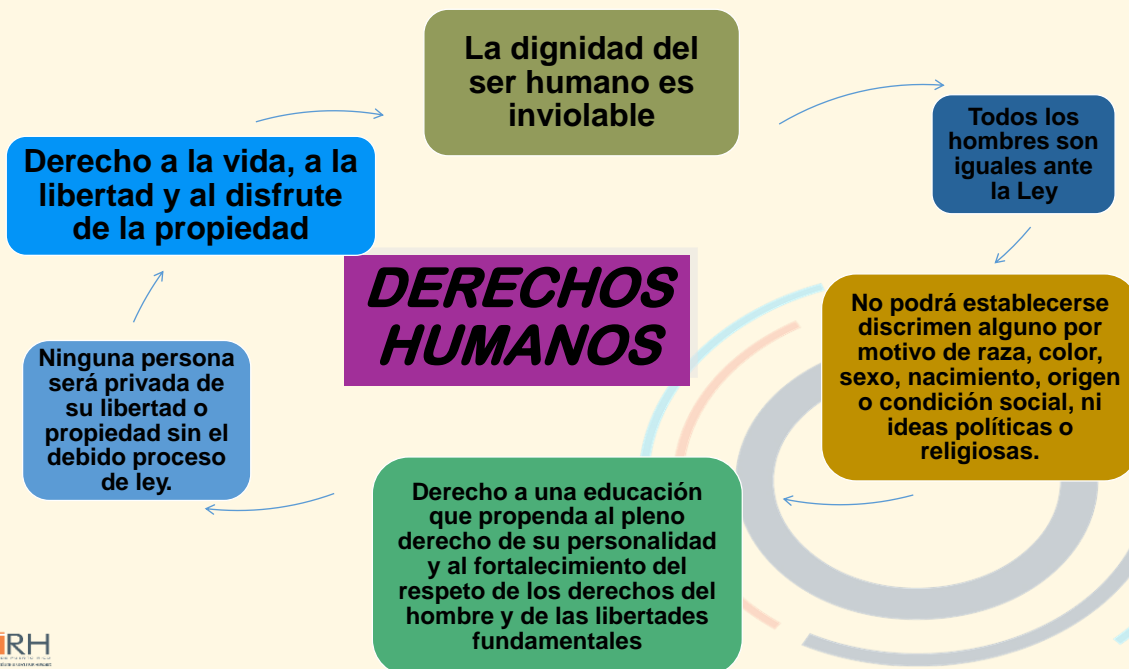 La dignidad del
ser humano es
inviolable
Todos los
hombres son
iguales ante
la Ley
No podrá establecerse
discrimen alguno por
motivo de raza, color,
sexo, nacimiento, origen
o condición social, ni
ideas políticas o
religiosas.
Derecho a una educación
que propenda al pleno
derecho de su personalidad
y al fortalecimiento del
respeto de los derechos del
hombre y de las libertades
fundamentales
Ninguna persona
será privada de
su libertad o
propiedad sin el
debido proceso
de ley.
Derecho a la vida, a la
libertad y al disfrute
de la propiedad
DERECHOS
HUMANOS
RH